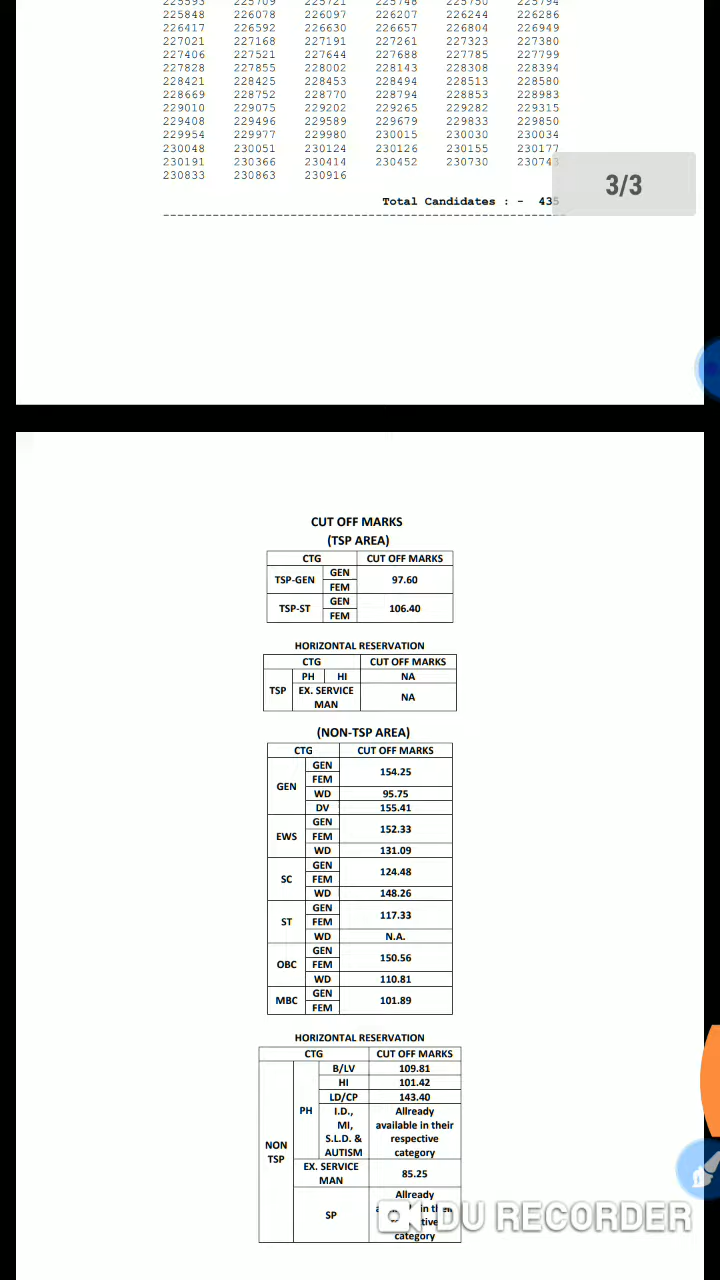 225593 225709 225721 225748 225750 225794
225848 226078 226097 226207 226244 226286
226417 226592 226630 226657 226804 226949
227021 227168 227191 227261 227323 227380
227406 227521 227644 227688 227785 227799
227828 227855 228002 228143 228308 228394
228421 228425 228453 228494 228513 228580
228669 228752 228770 228794 228853 228983
229010 229075 229202 229265 229282 229315
229408 229496 229589 229679 229833 229850
229954 229977 229980 230015 230030 230034
230048 230051 230124 230126 230155 230177
230191 230366 230414 230452 230730 230743
230833 230863 230916
3/3
Total Candidates : - 435
CUT OFF MARKS
(TSP AREA)
CTG CUT OFF MARKS
TSP-GEN GEN 97.60
FEM
TSP-ST GEN 106.40
FEM
HORIZONTAL RESERVATION
CTG CUT OFF MARKS
TSP PH HI NA
EX. SERVICE MAN NA
(NON-TSP AREA)
CTG CUT OFF MARKS
GEN GEN 154.25
FEM
WD 95.75
DV 155.41
EWS GEN 152.33
FEM
WD 131.09
SC GEN 124.48
FEM
WD 148.26
ST GEN 117.33
FEM
WD N.A.
OBC GEN 150.56
FEM
WD 110.81
MBC GEN 101.89
FEM
HORIZONTAL RESERVATION
CTG CUT OFF MARKS
NON TSP PH B/LV 109.81
HI 101.42
LD/CP 143.40
I.D., Allready
MI, available in their
S.L.D. & respective
AUTISM category
EX. SERVICE MAN 85.25
SP Allready
in
category
DU RECORDER